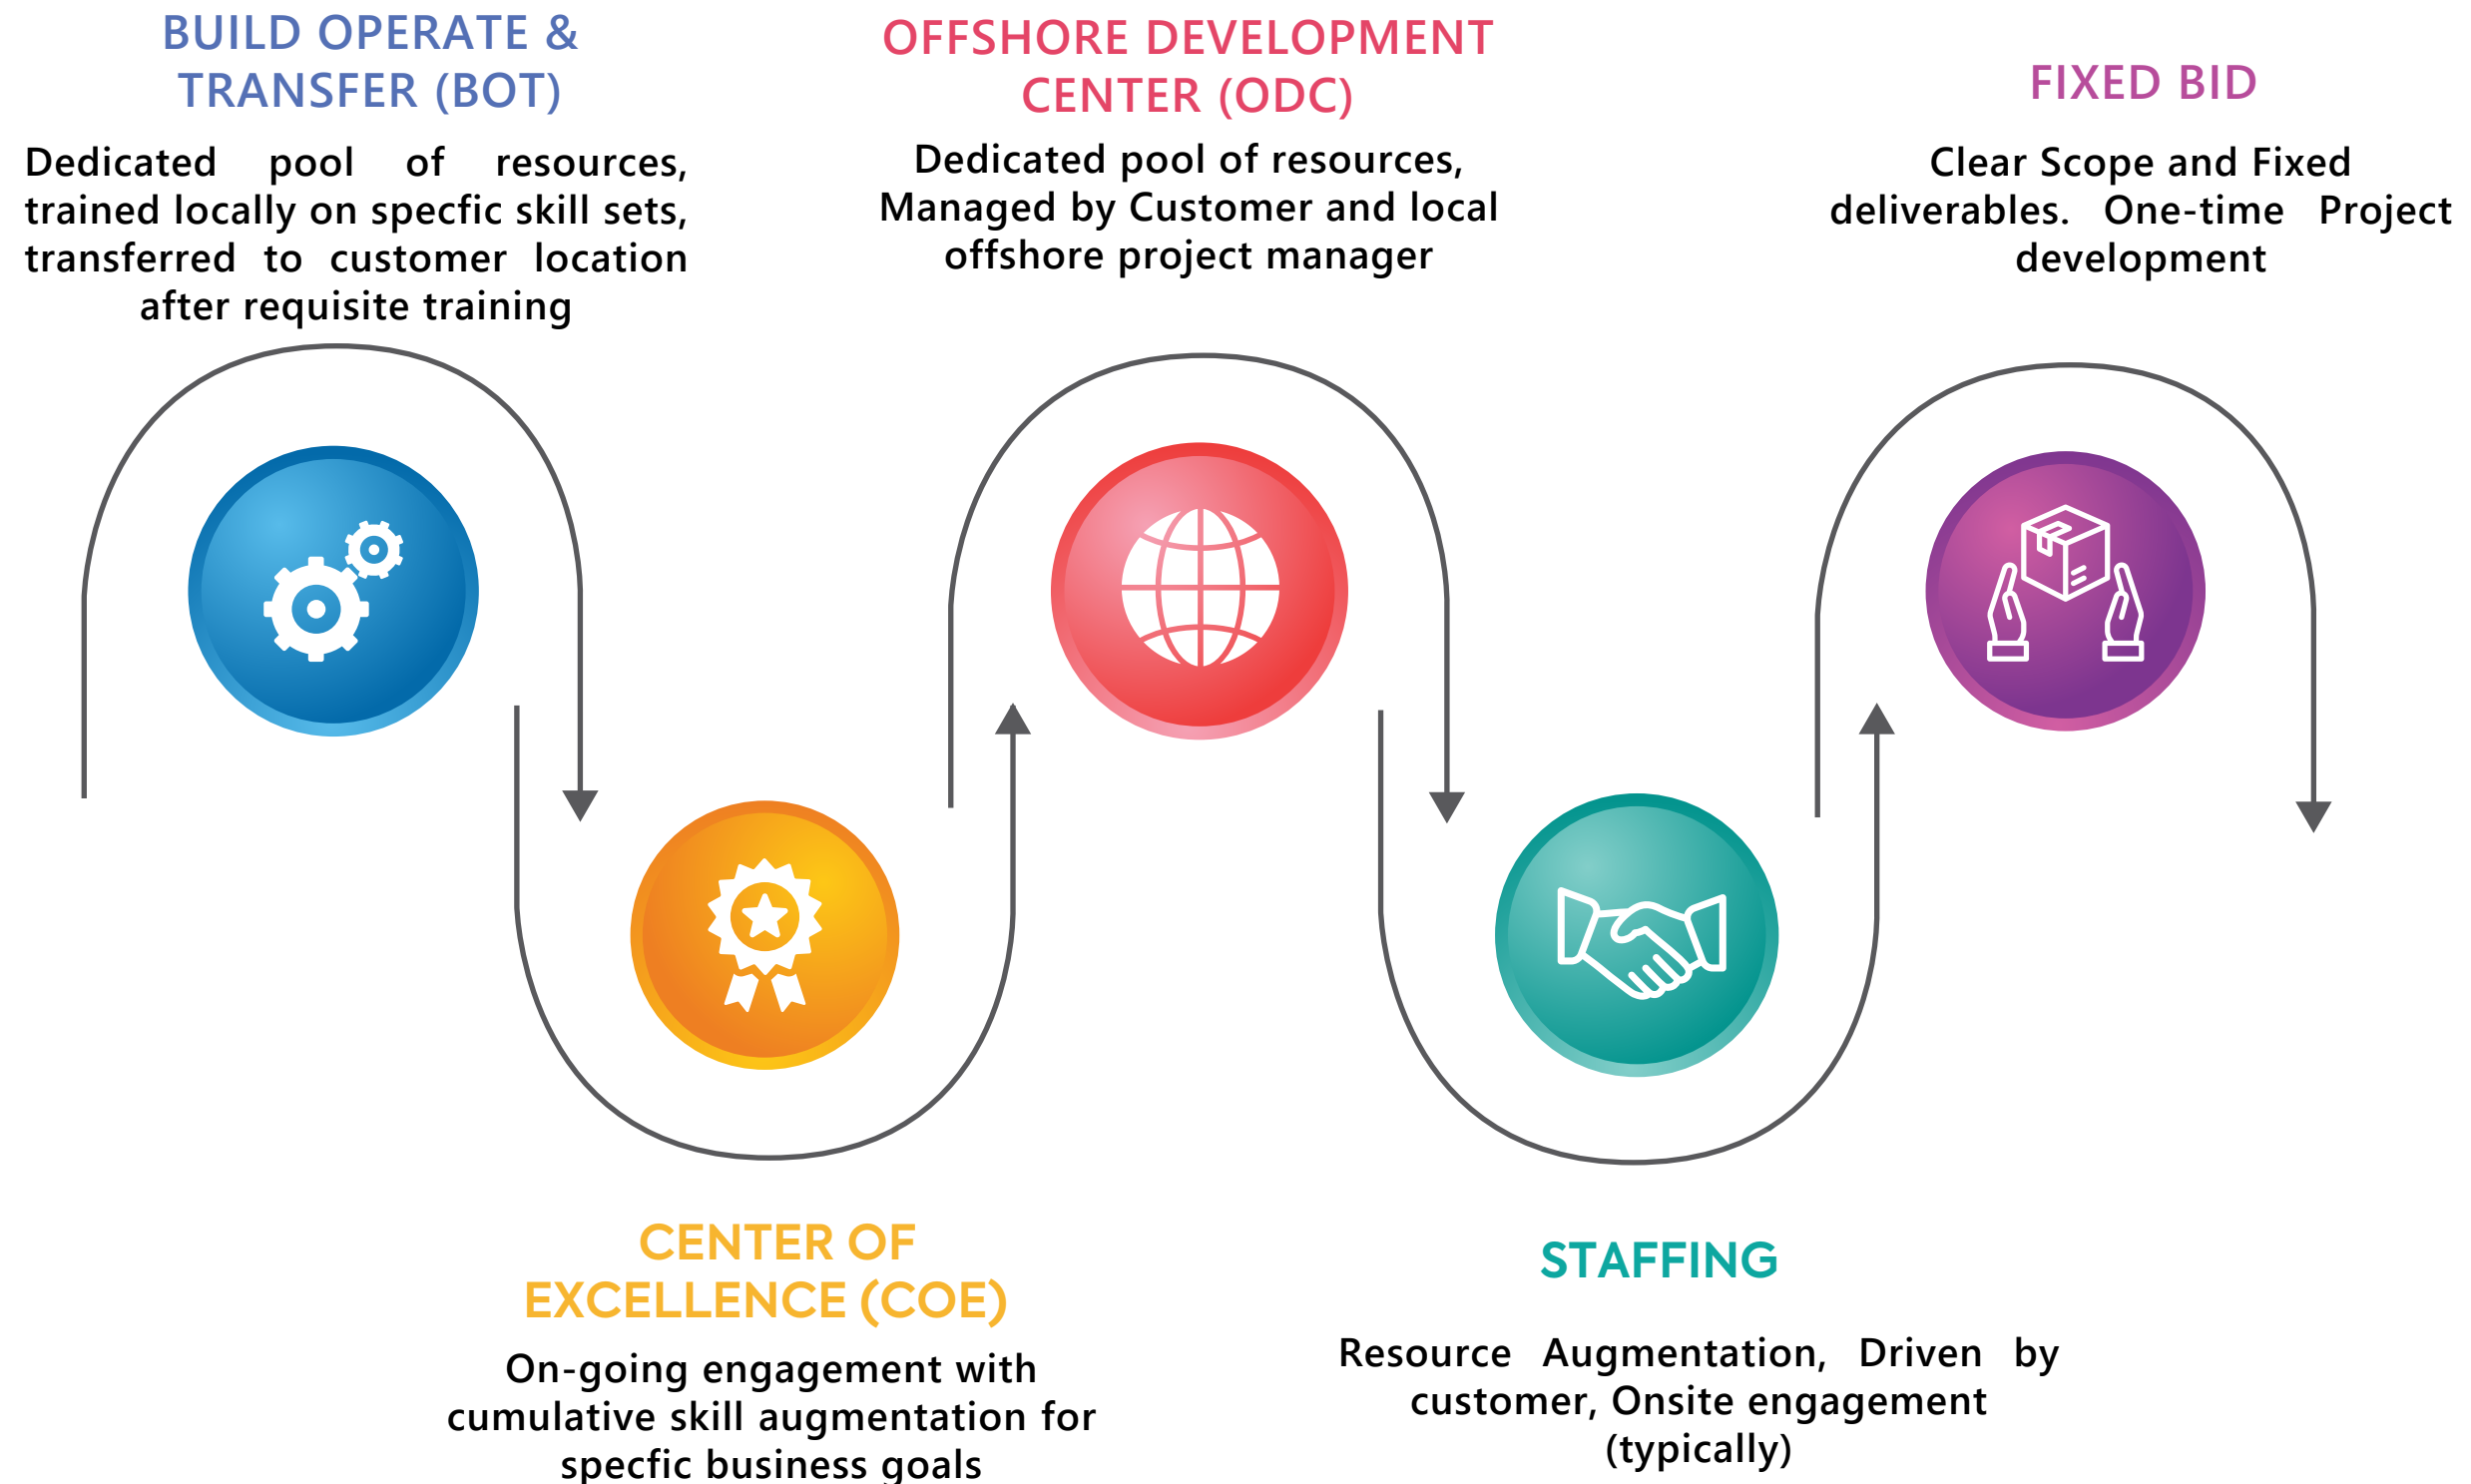 BUILD OPERATE &
TRANSFER (BOT)
Dedicated pool of resources,
trained locally on specfic skill sets,
transferred to customer location
after requisite training
OFFSHORE DEVELOPMENT
CENTER (ODC)
Dedicated pool of resources,
Managed by Customer and local
offshore project manager
FIXED BID
Clear Scope and Fixed
deliverables. One-time Project
development
CENTER OF
EXCELLENCE (COE)
On-going engagement with
cumulative skill augmentation for
specfic business goals
STAFFING
Resource Augmentation, Driven by
customer, Onsite engagement
(typically)